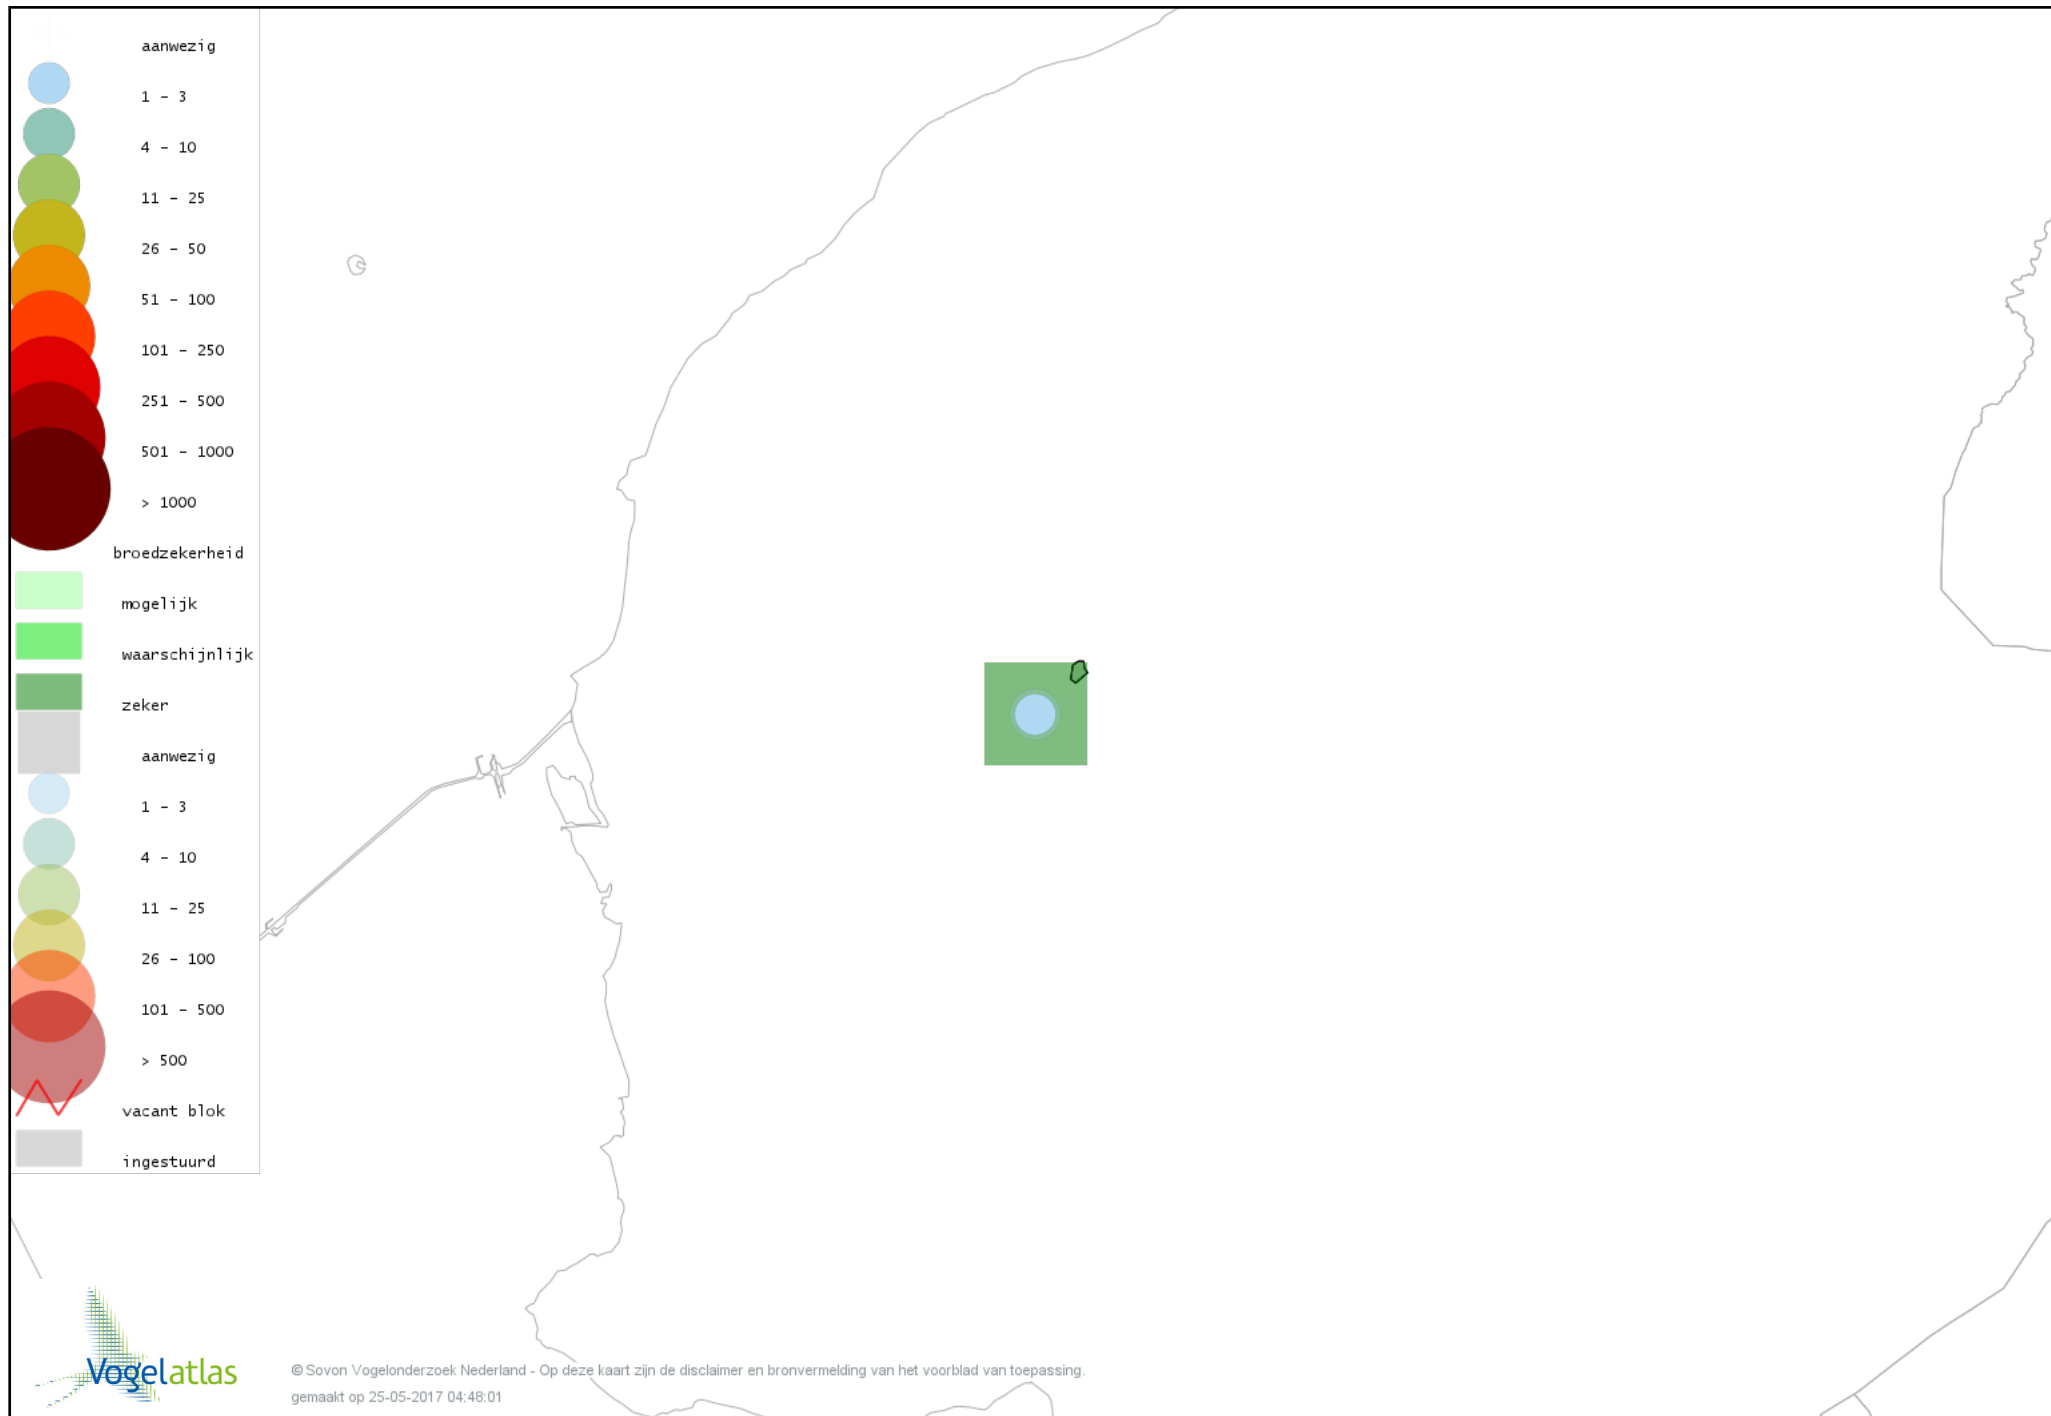 aanwezig
1 - 3
4 - 10
11 - 25
26 - 50
51 - 100
101 - 250
251 - 500
501 - 1000
> 1000
broedzekerheid
mogelijk
waarschijnlijk
zeker
aanwezig
1 - 3
4 - 10
11 - 25
26 - 100
101 - 500
> 500
vacant blok
ingestuurd
Vogelatlas
© Sovon Vogelonderzoek Nederland - Op deze kaart zijn de disclaimer en bronvermelding van het voorblad van toepassing.
gemaakt op 25-05-2017 04:48:01